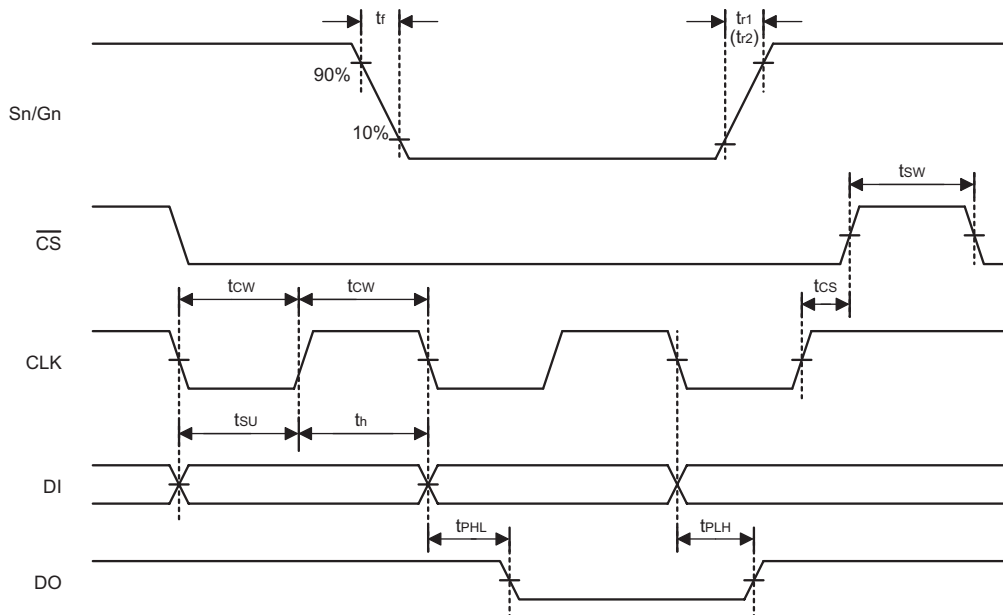 tf tr1
(tr2)
90%
Sn/Gn
10%
tSW
CS
tCW tCW tCS
CLK
tSU th
DI
tPHL tPLH
DO